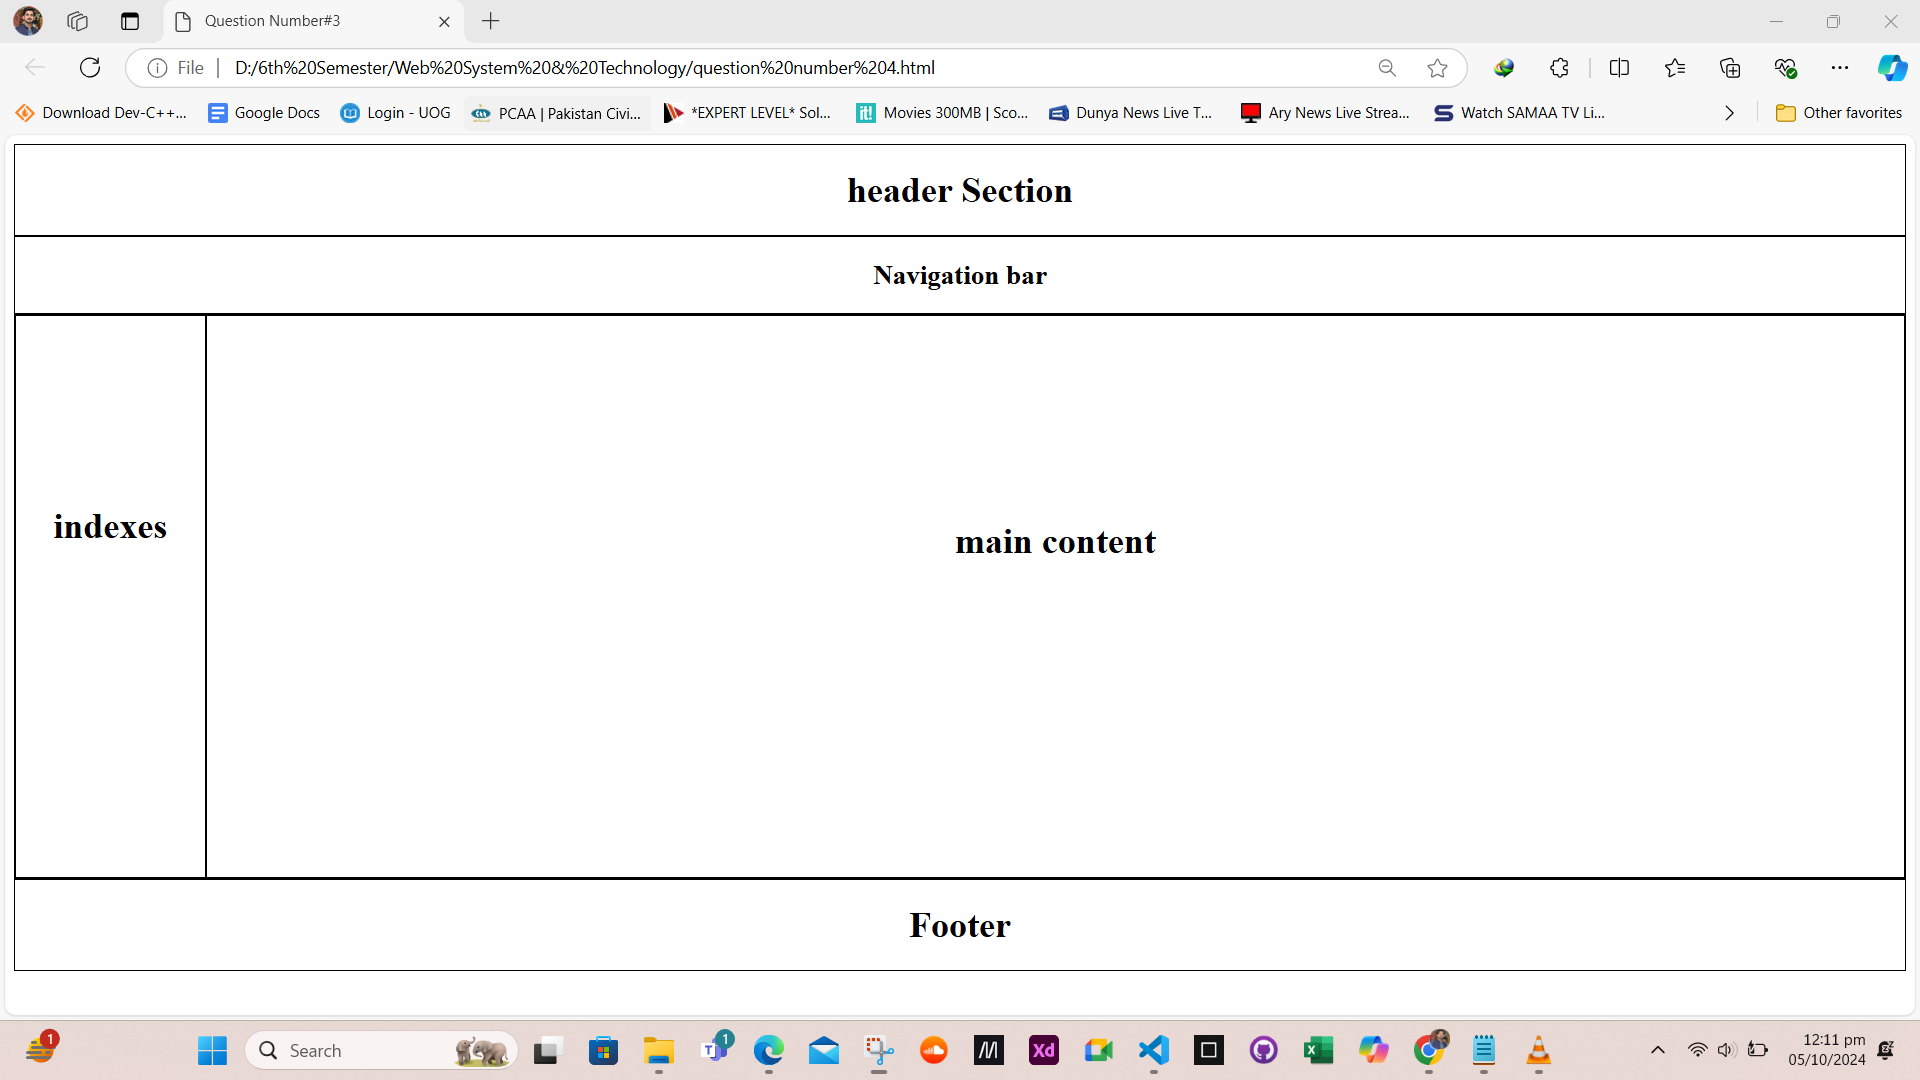 Question Number#3
File
D:/6th%20Semester/Web%20System%20&%20Technology/question%20number%204.html
Download Dev-C++...
Google Docs
Login - UOG
PCAA | Pakistan Civi...
*EXPERT LEVEL* Sol...
it!
Movies 300MB | Sco...
Dunya News Live T...
Ary News Live Strea...
Watch SAMAA TV Li...
Other favorites
header Section
Navigation bar
indexes
main content
Footer
1
Search
1
Xd
12:11 pm
05/10/2024